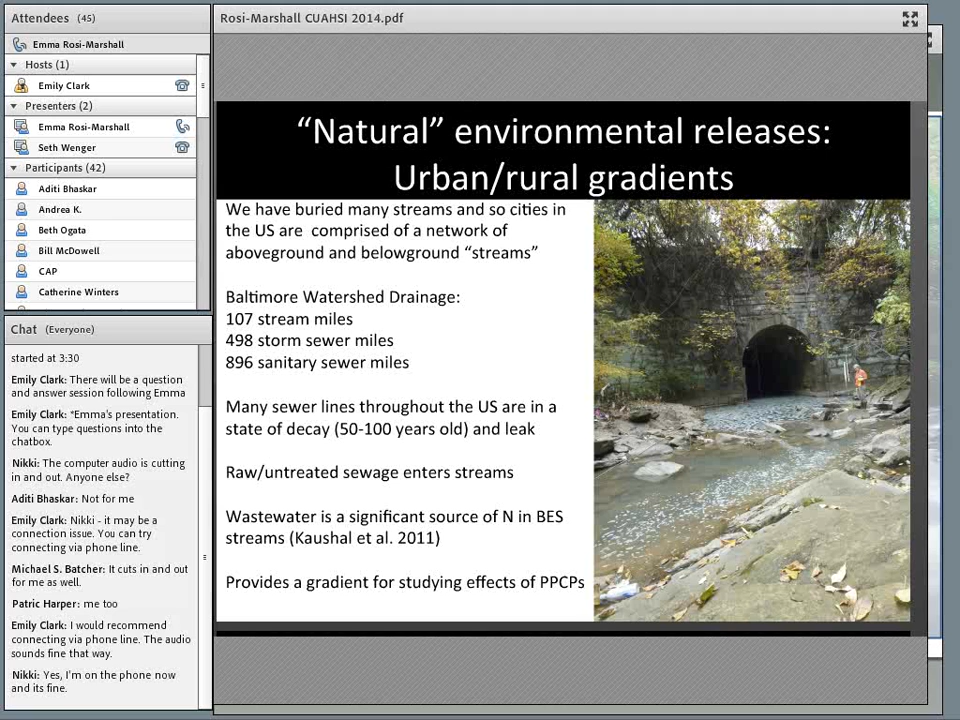 Attendees (45)
Emma Rosi-Marshall
Hosts (1)
Emily Clark
Presenters (2)
Emma Rosi-Marshall
Seth Wenger
Participants (42)
Aditi Bhaskar
Andrea K.
Beth Ogata
Bill McDowell
CAP
Catherine Winters
Chat (Everyone)
started at 3:30
Emily Clark: There will be a question
and answer session following Emma
Emily Clark: *Emma's presentation.
You can type questions into the
chatbox.
Nikki: The computer audio is cutting
in and out. Anyone else?
Aditi Bhaskar: Not for me
Emily Clark: Nikki - it may be a
connection issue. You can try
connecting via phone line.
Michael S. Batcher: It cuts in and out
for me as well.
Patric Harper: me too
Emily Clark: I would recommend
connecting via phone line. The audio
sounds fine that way.
Nikki: Yes, I'm on the phone now
and its fine.
Rosi-Marshall CUAHSI 2014.pdf
“Natural” environmental releases:
Urban/rural gradients
We have buried many streams and so cities in
the US are comprised of a network of
aboveground and belowground “streams”
Baltimore Watershed Drainage:
107 stream miles
498 storm sewer miles
896 sanitary sewer miles
Many sewer lines throughout the US are in a
state of decay (50-100 years old) and leak
Raw/untreated sewage enters streams
Wastewater is a significant source of N in BES
streams (Kaushal et al. 2011)
Provides a gradient for studying effects of PPCPs